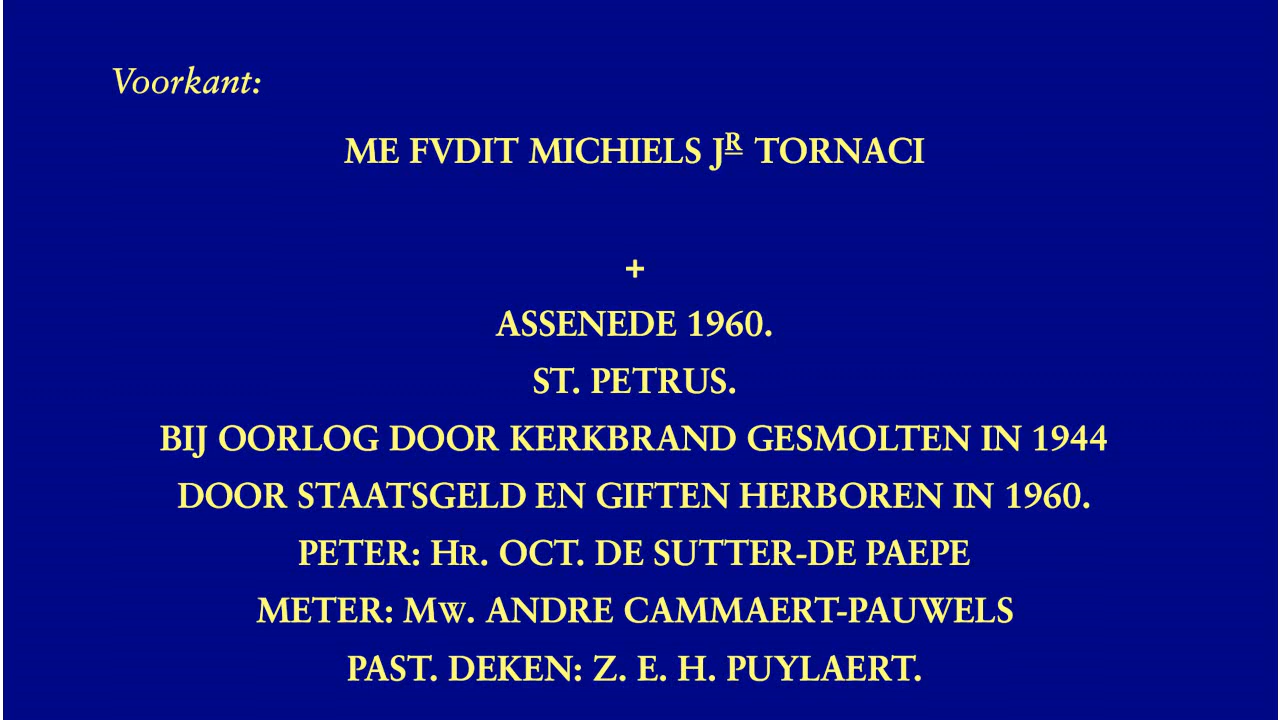 Voorkant:
ME FVDIT MICHIELS JR TORNACI
+
ASSENEDE 1960.
ST. PETRUS.
BIJ OORLOG DOOR KERKBRAND GESMOLTEN IN 1944
DOOR STAATSGELD EN GIFTEN HERBOREN IN 1960.
PETER: HR. OCT. DE SUTTER-DE PAEPE
METER: MW. ANDRE CAMMAERT-PAUWELS
PAST. DEKEN: Z. E. H. PUYLAERT.